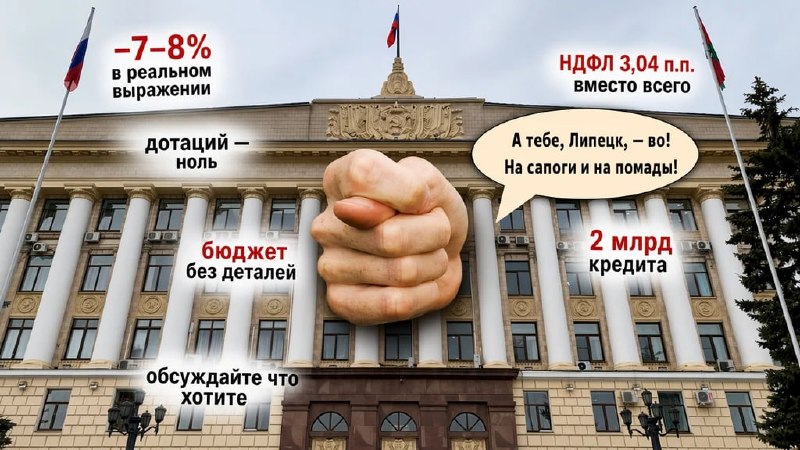 –7–8%
в реальном
выражении
НДФЛ 3,04 п.п.
вместо всего
дотаций —
ноль
А тебе, Липецк, — во!
На сапоги и на помады!
бюджет
без деталей
2 млрд
кредита
обсуждайте что
хотите